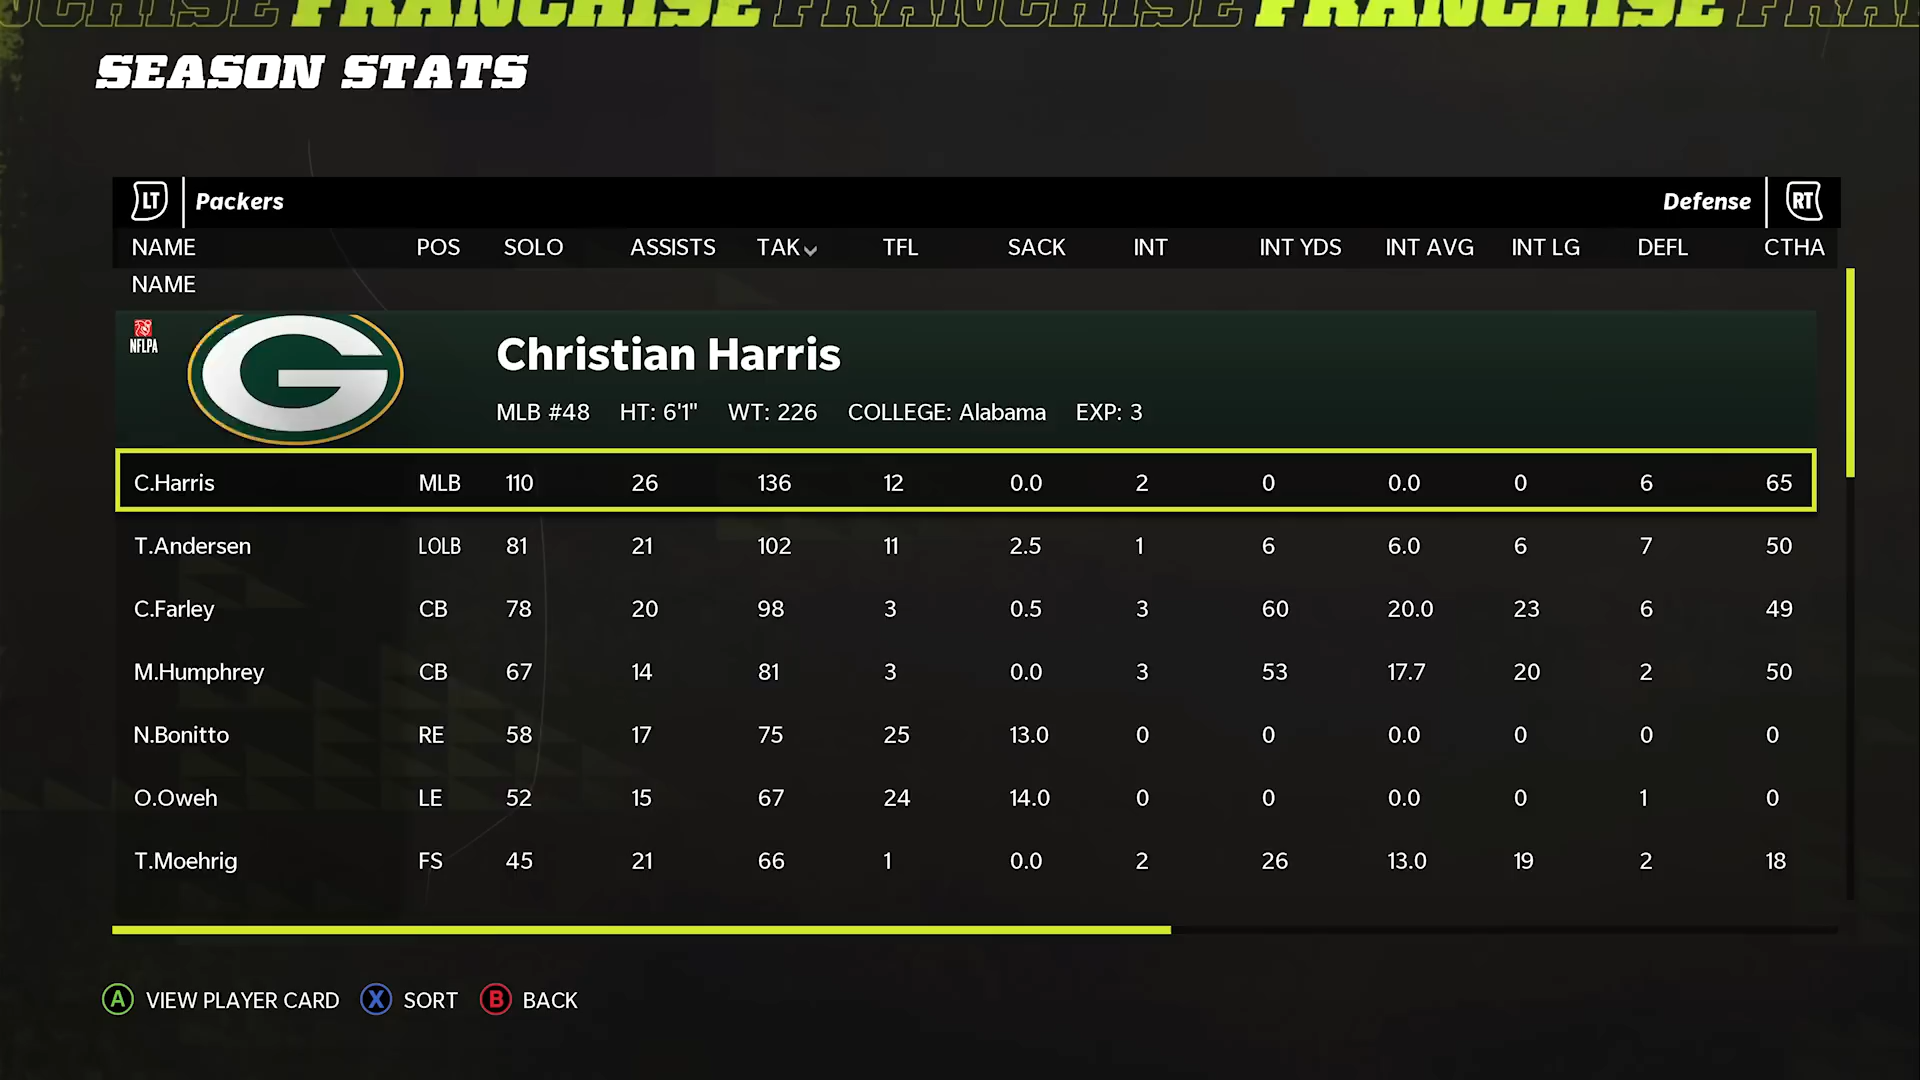 FRANCHISE FRANCHISE FRANCHISE
SEASON STATS
LT Packers Defense RT
NAME POS SOLO ASSISTS TAK TFL SACK INT INT YDS INT AVG INT LG DEFL CTHA
NAME
NFLPA
G
Christian Harris
MLB #48 HT: 6'1" WT: 226 COLLEGE: Alabama EXP: 3
C.Harris MLB 110 26 136 12 0.0 2 0 0.0 0 6 65
T.Andersen LOLB 81 21 102 11 2.5 1 6 6.0 6 7 50
C.Farley CB 78 20 98 3 0.5 3 60 20.0 23 6 49
M.Humphrey CB 67 14 81 3 0.0 3 53 17.7 20 2 50
N.Bonitto RE 58 17 75 25 13.0 0 0 0.0 0 0 0
O.Oweh LE 52 15 67 24 14.0 0 0 0.0 0 1 0
T.Moehrig FS 45 21 66 1 0.0 2 26 13.0 19 2 18
A VIEW PLAYER CARD X SORT B BACK